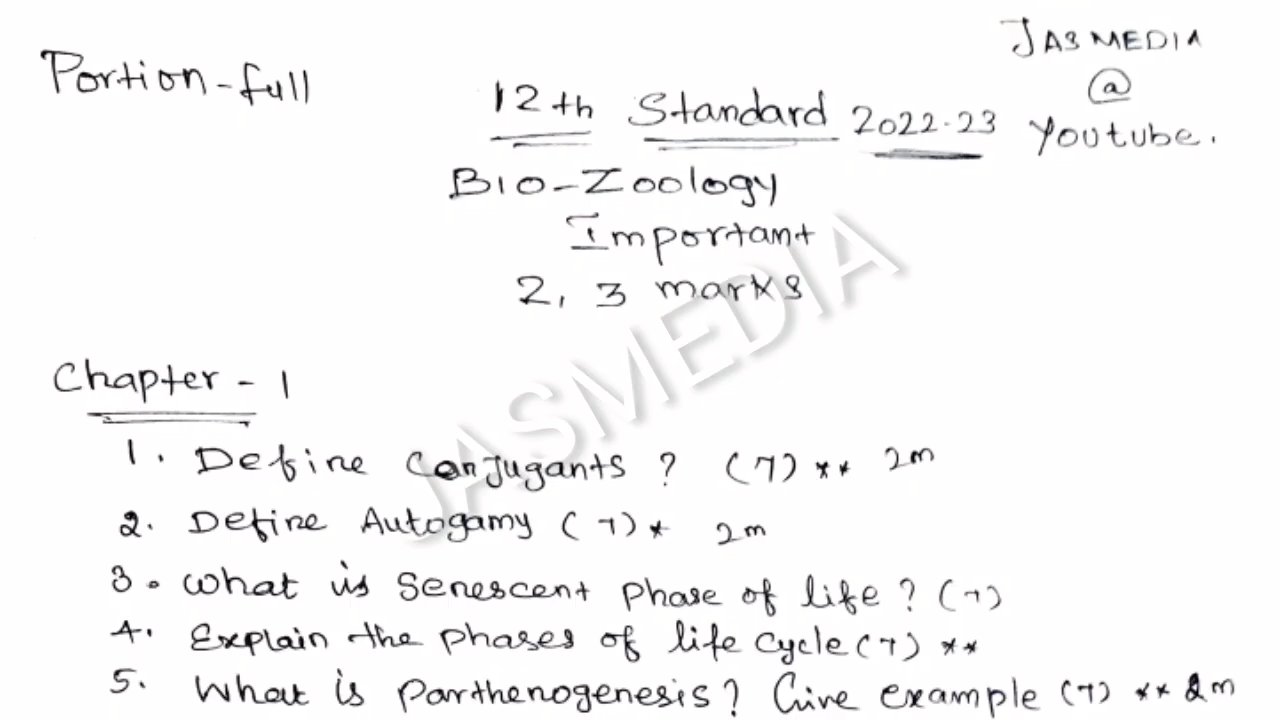 Portion-full
JAS MEDIA
@
Youtube.
12th Standard 2022-23
Bio-Zoology
Important
2, 3 marks
JASMEDIA
Chapter - 1
1. Define Conjugants ? (7) ** 2m
2. Define Autogamy (7) * 2m
3. What is Senescent phase of life ? (7)
4. Explain the phases of life cycle (7) **
5. What is Parthenogenesis ? Give example (7) ** 2m